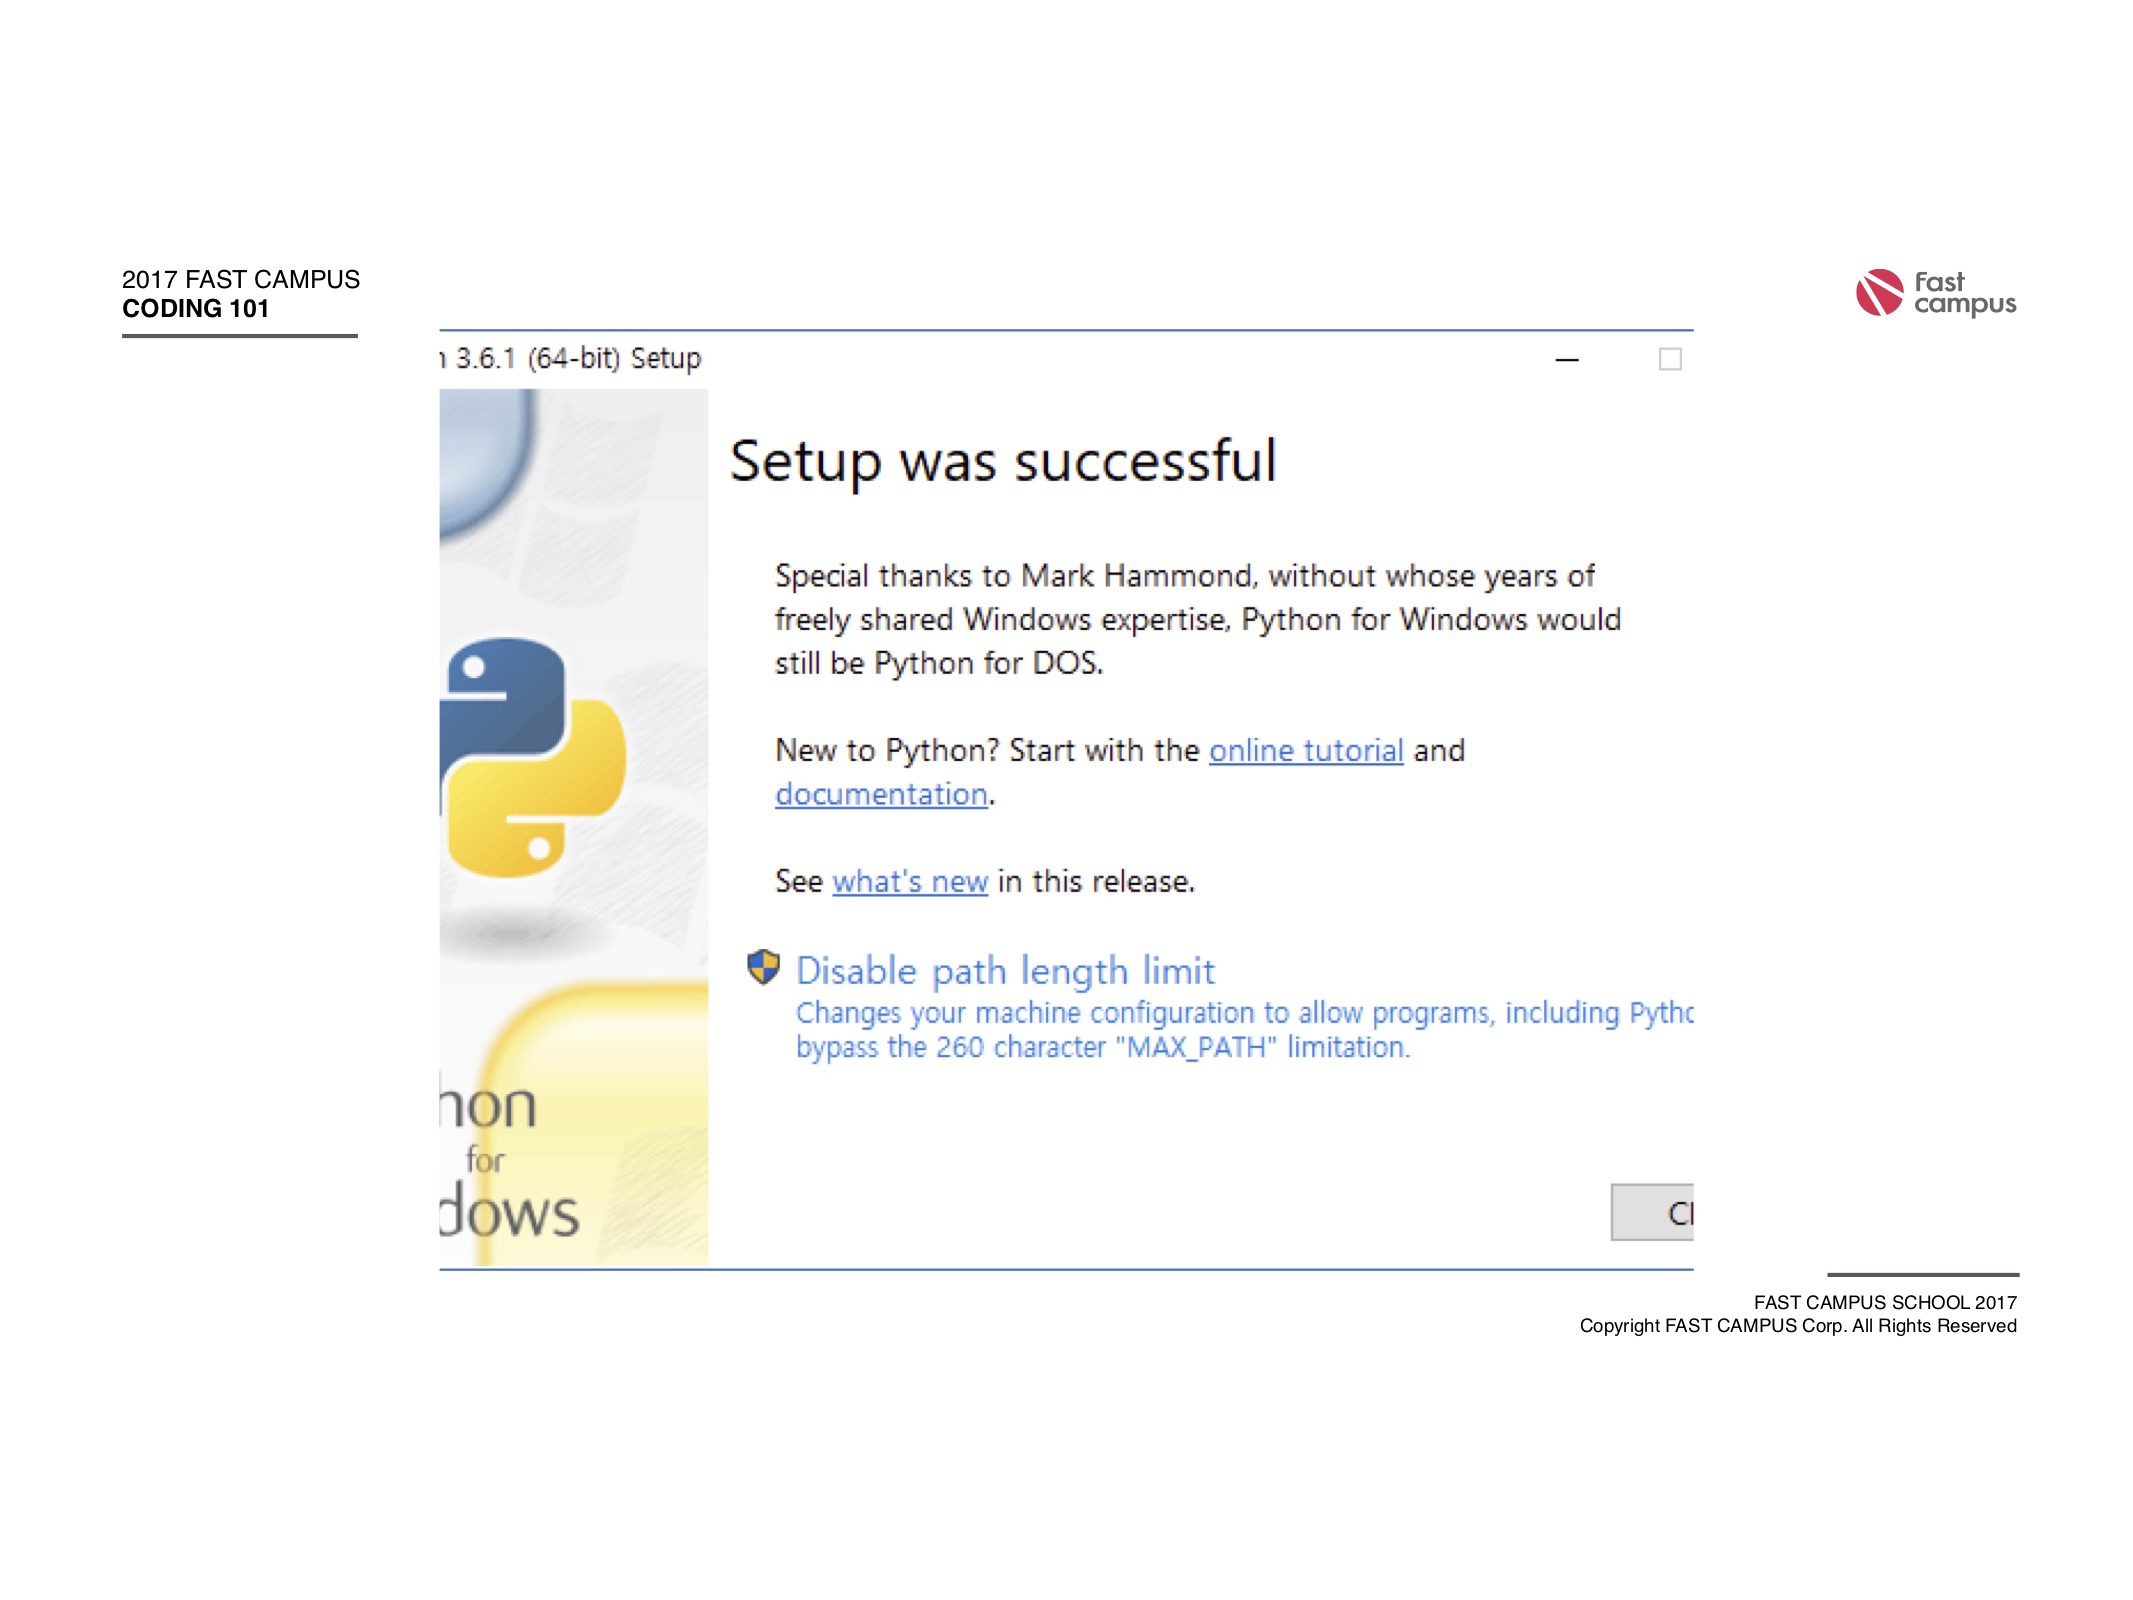 2017 FAST CAMPUS
CODING 101
Fast
campus
3.6.1 (64-bit) Setup
Setup was successful
Special thanks to Mark Hammond, without whose years of
freely shared Windows expertise, Python for Windows would
still be Python for DOS.
New to Python? Start with the online tutorial and
documentation.
See what's new in this release.
Disable path length limit
Changes your machine configuration to allow programs, including
bypass the 260 character "MAX_PATH" limitation.
hon
for
dows
FAST CAMPUS SCHOOL 2017
Copyright FAST CAMPUS Corp. All Rights Reserved